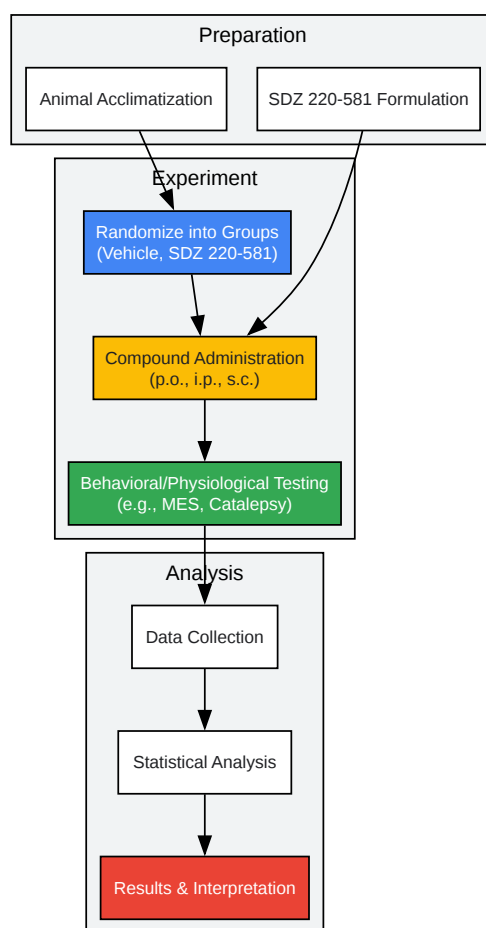 Preparation
Animal Acclimatization
SDZ 220-581 Formulation
Experiment
Randomize into Groups
(Vehicle, SDZ 220-581)
Compound Administration
(p.o., i.p., s.c.)
Behavioral/Physiological Testing
(e.g., MES, Catalepsy)
Analysis
Data Collection
Statistical Analysis
Results & Interpretation